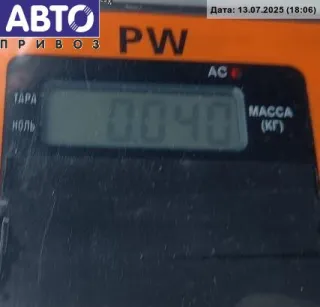 АВТО
ПРИВОЗ
Дата: 13.07.2025 (18:06)
PW
AC
ТАРА
НОЛЬ
0.040
МАССА
(КГ)